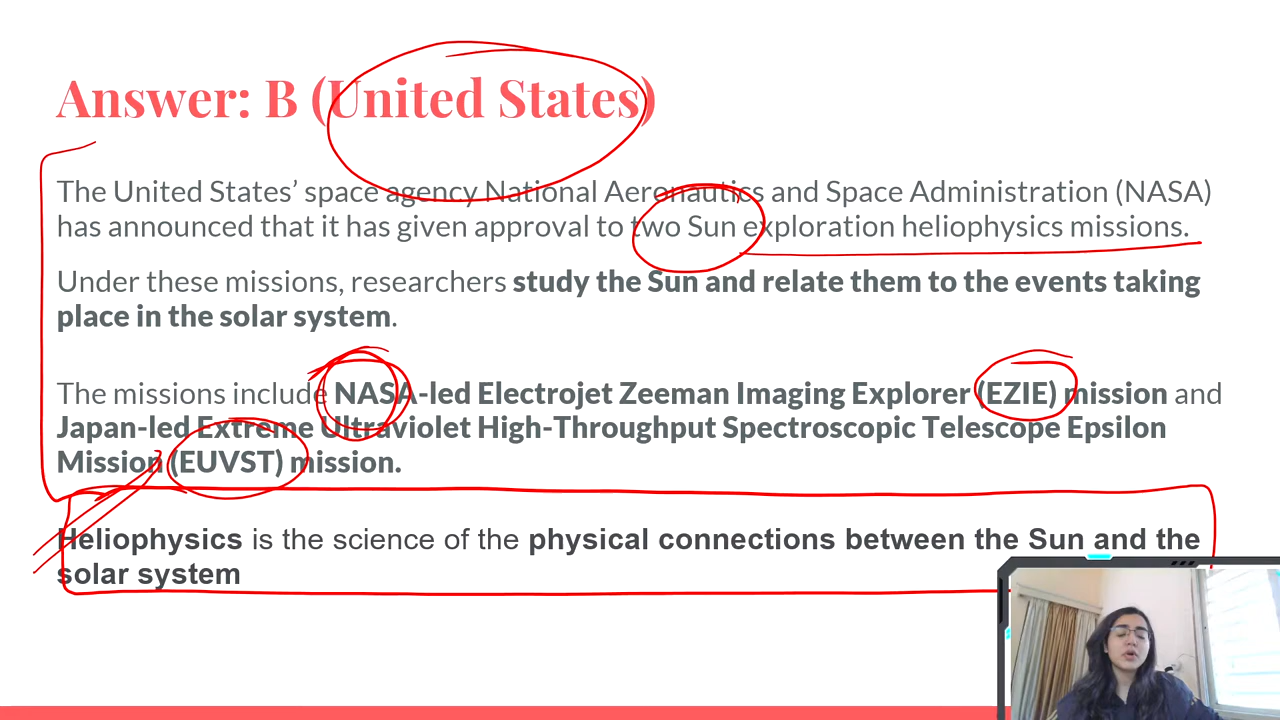 Answer: B (United States)
The United States’ space agency National Aeronautics and Space Administration (NASA)
has announced that it has given approval to two Sun exploration heliophysics missions.
Under these missions, researchers study the Sun and relate them to the events taking
place in the solar system.
The missions include NASA-led Electrojet Zeeman Imaging Explorer (EZIE) mission and
Japan-led Extreme Ultraviolet High-Throughput Spectroscopic Telescope Epsilon
Mission (EUVST) mission.
Heliophysics is the science of the physical connections between the Sun and the
solar system